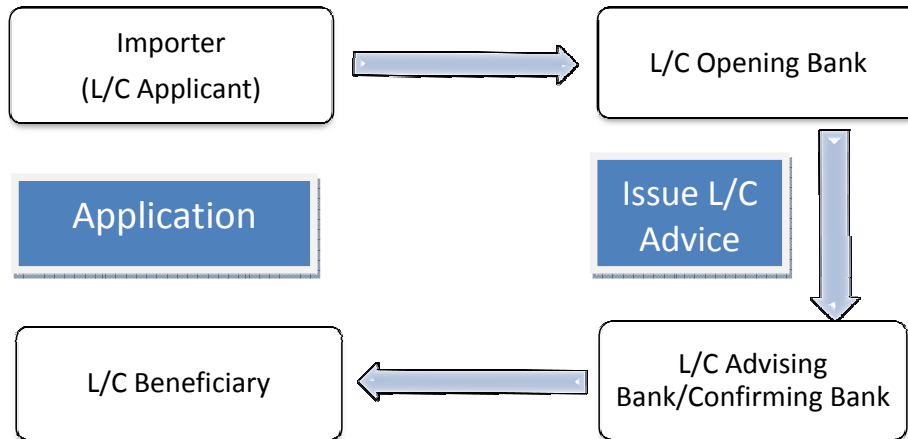 Importer
(L/C Applicant)
L/C Opening Bank
Application
Issue L/C
Advice
L/C Beneficiary
L/C Advising
Bank/Confirming Bank